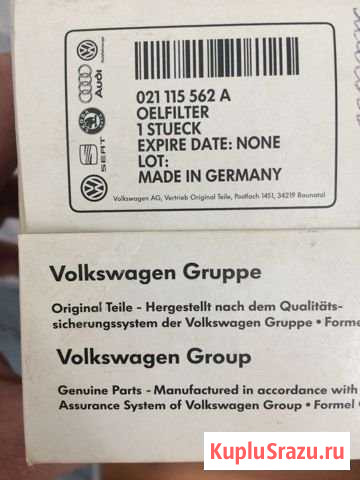 Audi
SEAT
021 115 562 A
OELFILTER
1 STUECK
EXPIRE DATE: NONE
LOT:
MADE IN GERMANY
Volkswagen AG, Vertrieb Original Teile, Postfach 1451, 34219 Baunatal
Volkswagen Gruppe
Original Teile - Hergestellt nach dem Qualitäts-
sicherungssystem der Volkswagen Gruppe • Forme
Volkswagen Group
Genuine Parts - Manufactured in accordance with
Assurance System of Volkswagen Group • Formel
KupluSrazu.ru